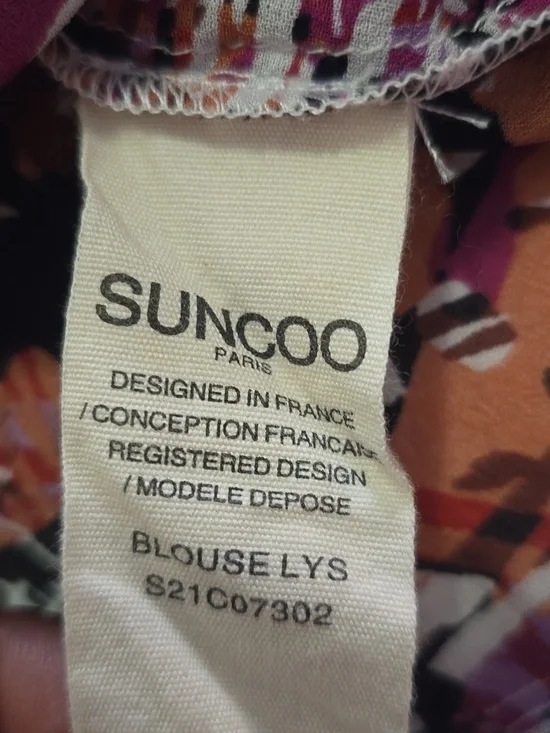 SUNCOO
PARIS
DESIGNED IN FRANCE
/ CONCEPTION FRANCAISE
REGISTERED DESIGN
/ MODELE DEPOSE
BLOUSE LYS
S21C07302